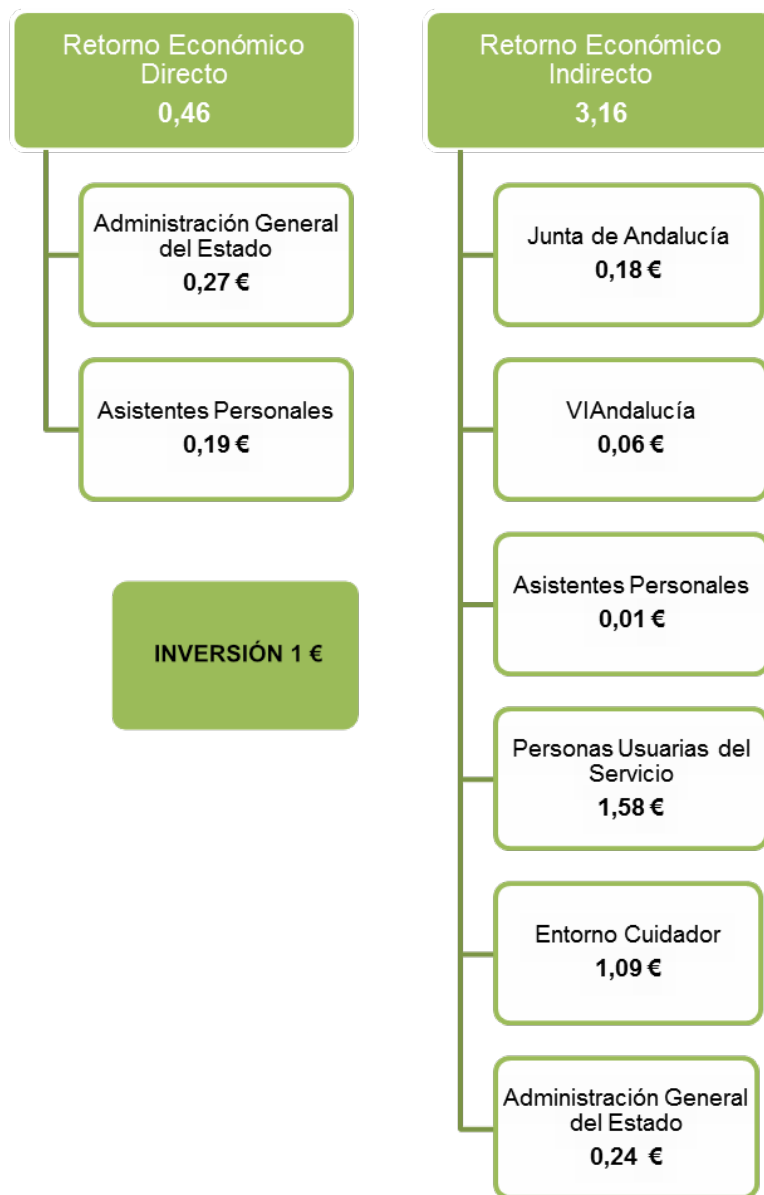 Retorno Económico
Directo
0,46
Administración General
del Estado
0,27 €
Asistentes Personales
0,19 €
INVERSIÓN 1 €
Retorno Económico
Indirecto
3,16
Junta de Andalucía
0,18 €
VIAndalucía
0,06 €
Asistentes Personales
0,01 €
Personas Usuarias del
Servicio
1,58 €
Entorno Cuidador
1,09 €
Administración General
del Estado
0,24 €